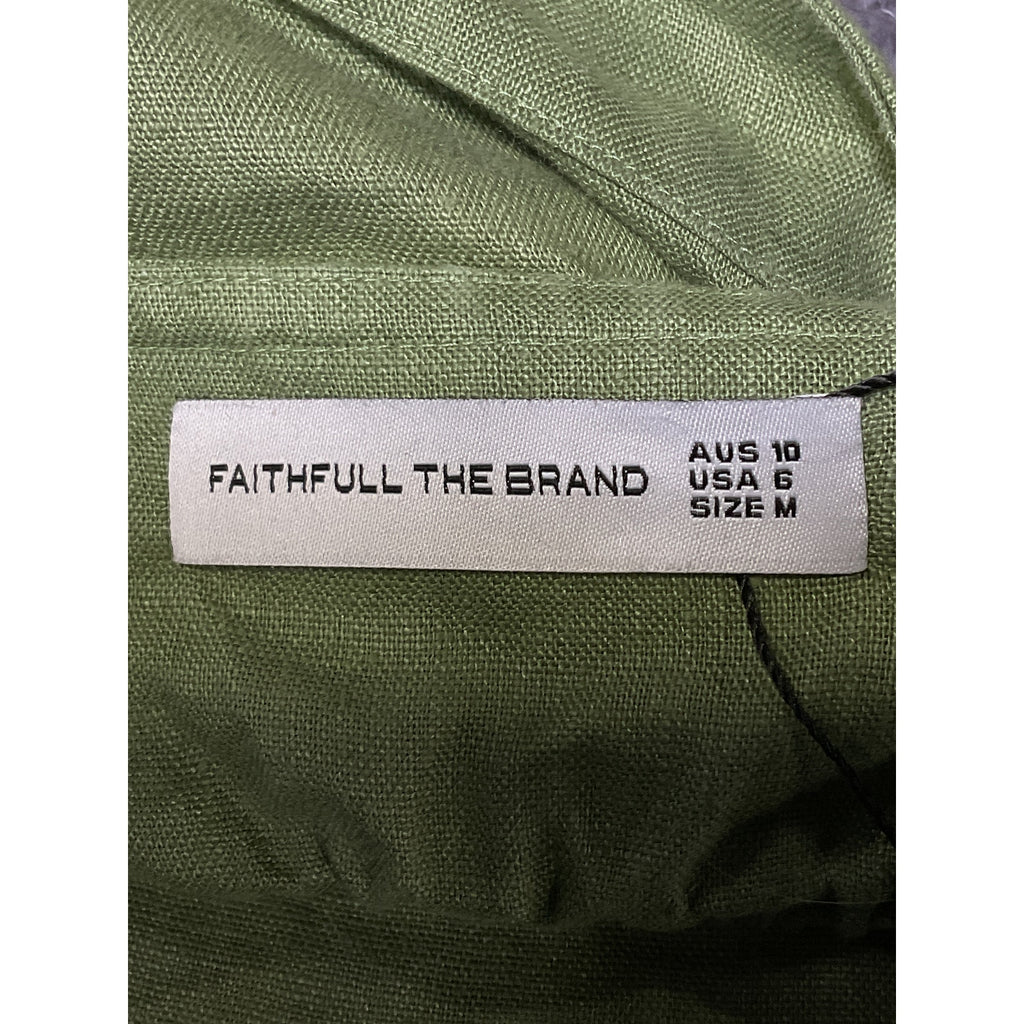 FAITHFULL THE BRAND
AUS 10
USA 6
SIZE M